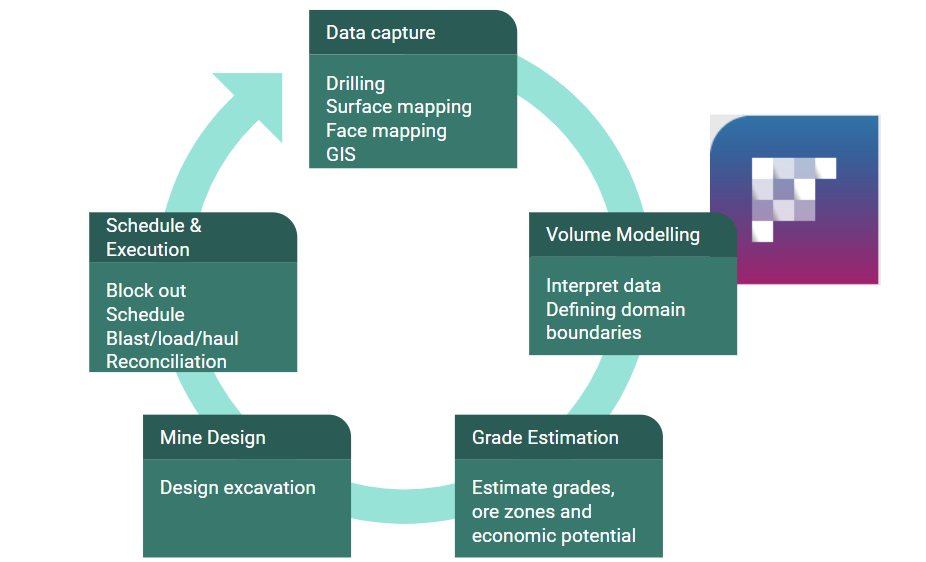 Data capture
Drilling
Surface mapping
Face mapping
GIS
Volume Modelling
Interpret data
Defining domain
boundaries
Grade Estimation
Estimate grades,
ore zones and
economic potential
Mine Design
Design excavation
Schedule &
Execution
Block out
Schedule
Blast/load/haul
Reconciliation